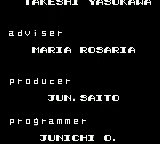 TAKESHI YASUKAWA
adviser
MARIA ROSARIA
producer
JUN.SAITO
programmer
JUNICHI O.